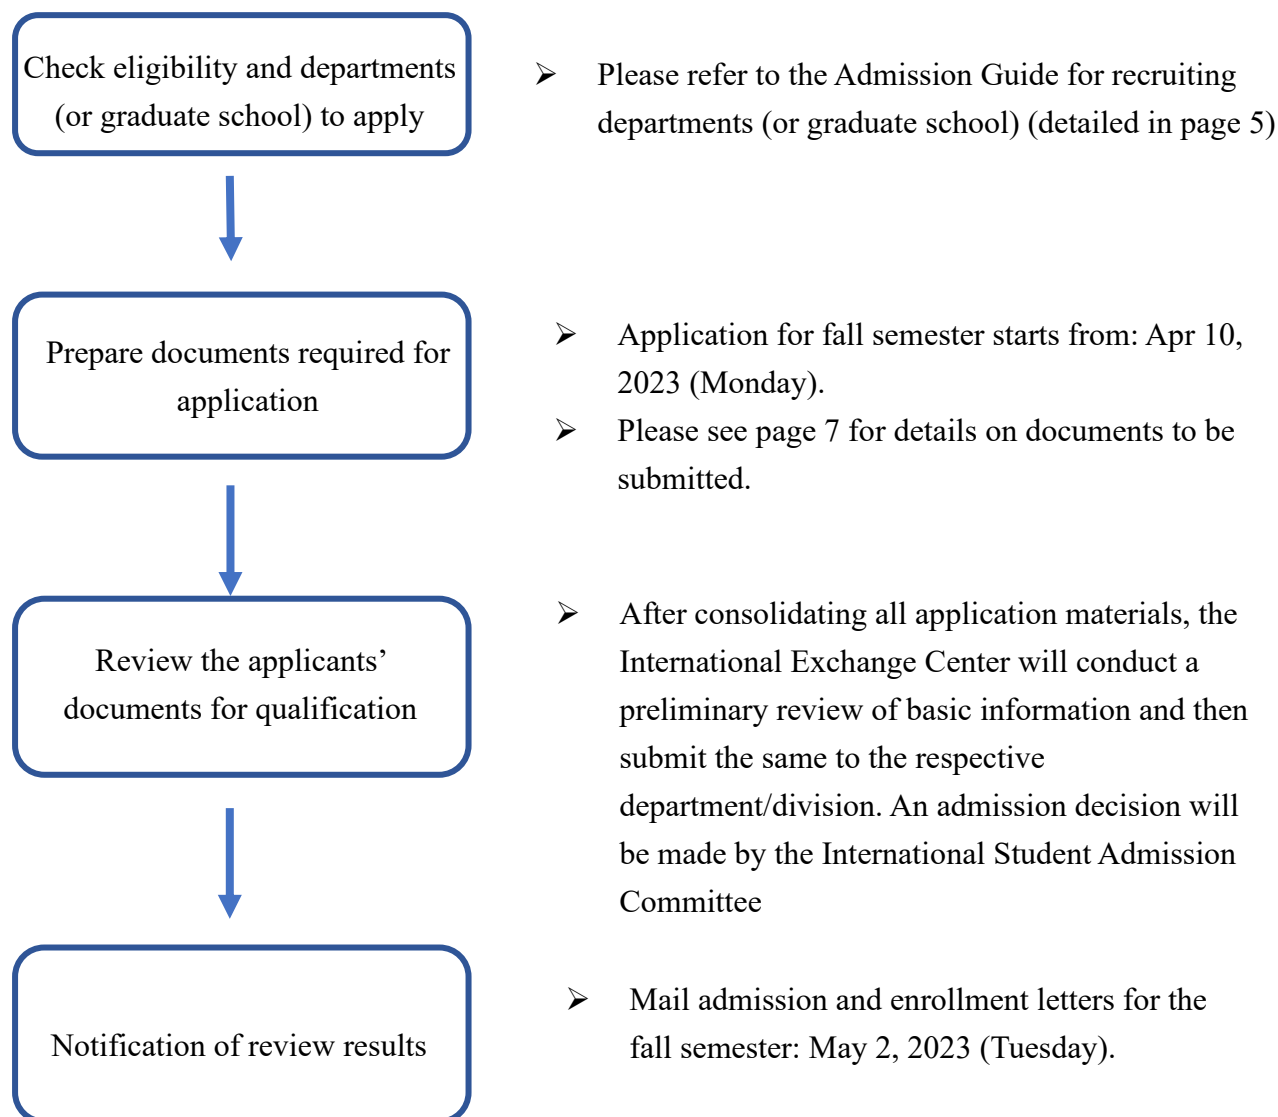 Check eligibility and departments
(or graduate school) to apply
➢ Please refer to the Admission Guide for recruiting
departments (or graduate school) (detailed in page 5)
Prepare documents required for
application
➢ Application for fall semester starts from: Apr 10,
2023 (Monday).
➢ Please see page 7 for details on documents to be
submitted.
Review the applicants’
documents for qualification
➢ After consolidating all application materials, the
International Exchange Center will conduct a
preliminary review of basic information and then
submit the same to the respective
department/division. An admission decision will
be made by the International Student Admission
Committee
Notification of review results
➢ Mail admission and enrollment letters for the
fall semester: May 2, 2023 (Tuesday).